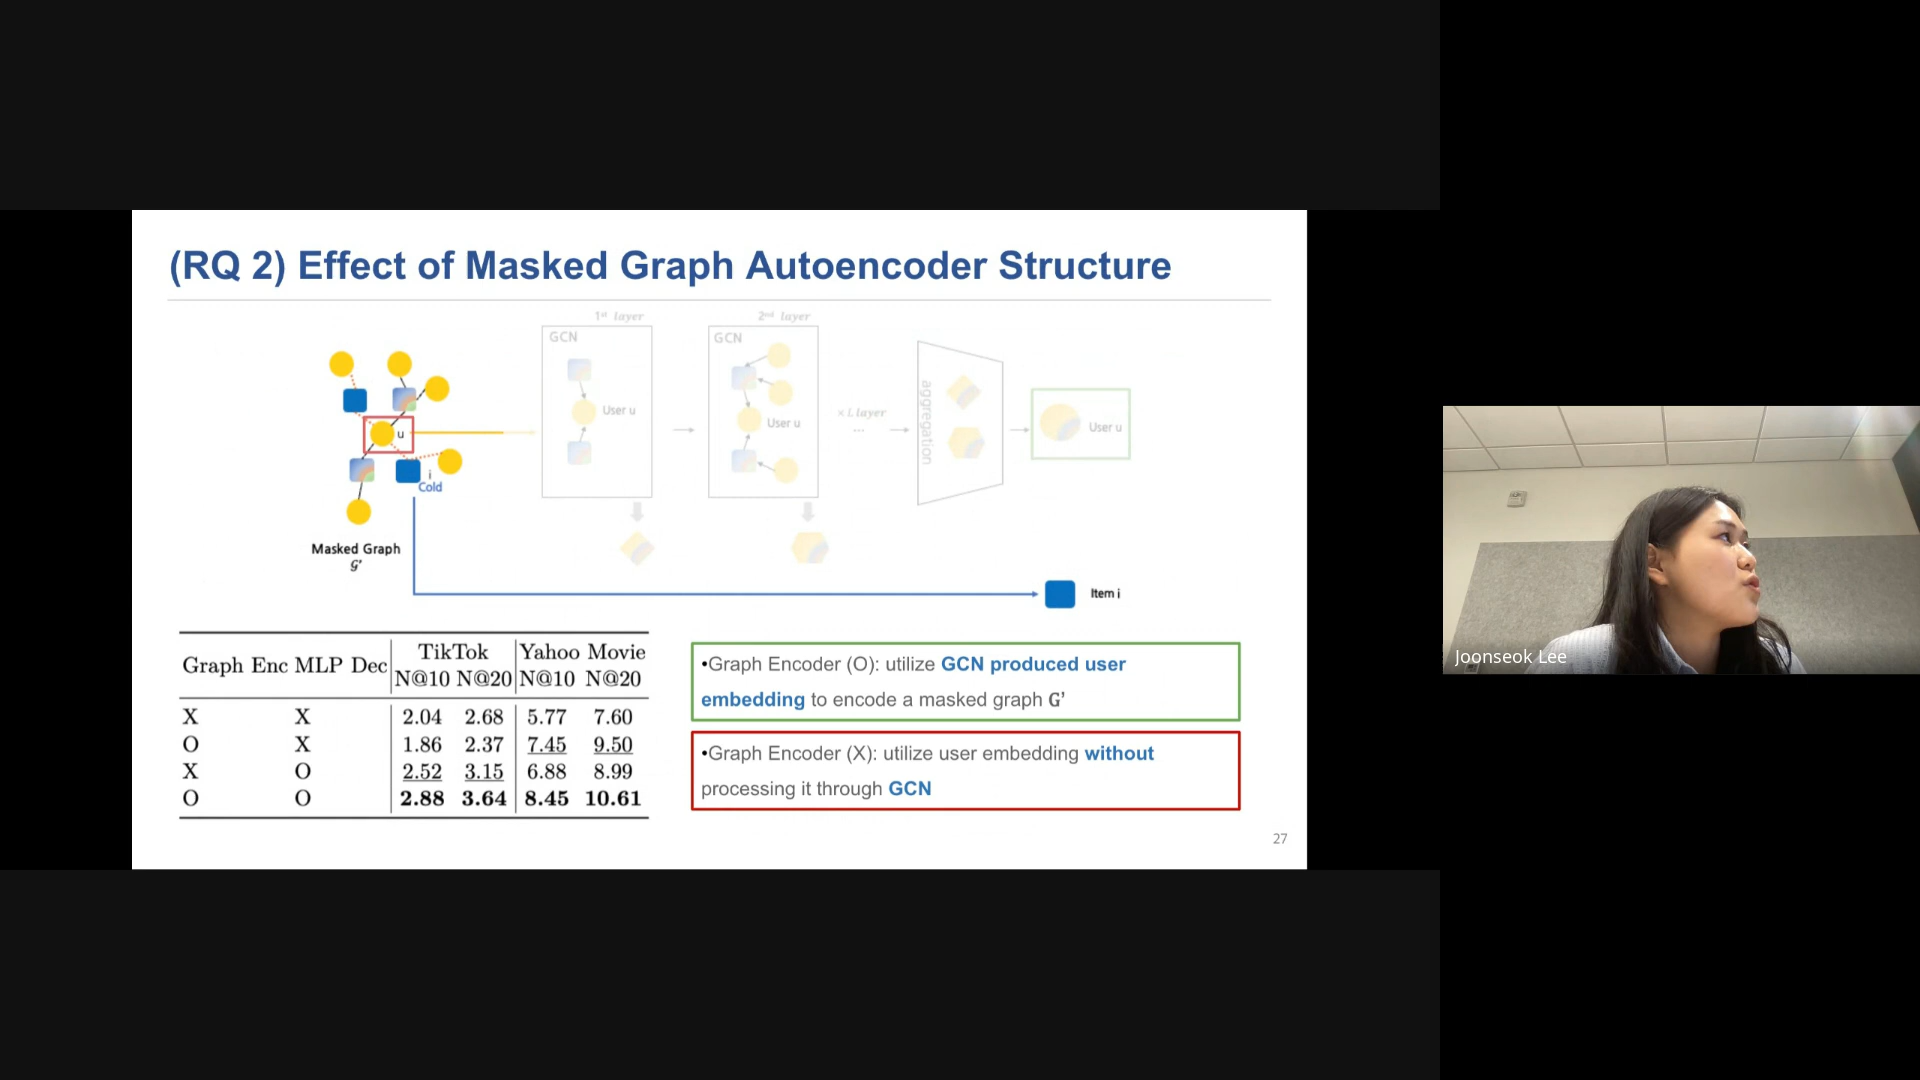 (RQ 2) Effect of Masked Graph Autoencoder Structure
1st layer
2nd layer
GCN
GCN
User u
User u
× L layer
...
aggregation
User u
u
i
Cold
Masked Graph
G'
Item i
Graph Enc MLP Dec TikTok Yahoo Movie
N@10 N@20 N@10 N@20
X X 2.04 2.68 5.77 7.60
O X 1.86 2.37 7.45 9.50
X O 2.52 3.15 6.88 8.99
O O 2.88 3.64 8.45 10.61
•Graph Encoder (O): utilize GCN produced user
embedding to encode a masked graph G'
•Graph Encoder (X): utilize user embedding without
processing it through GCN
27
Joonseok Lee